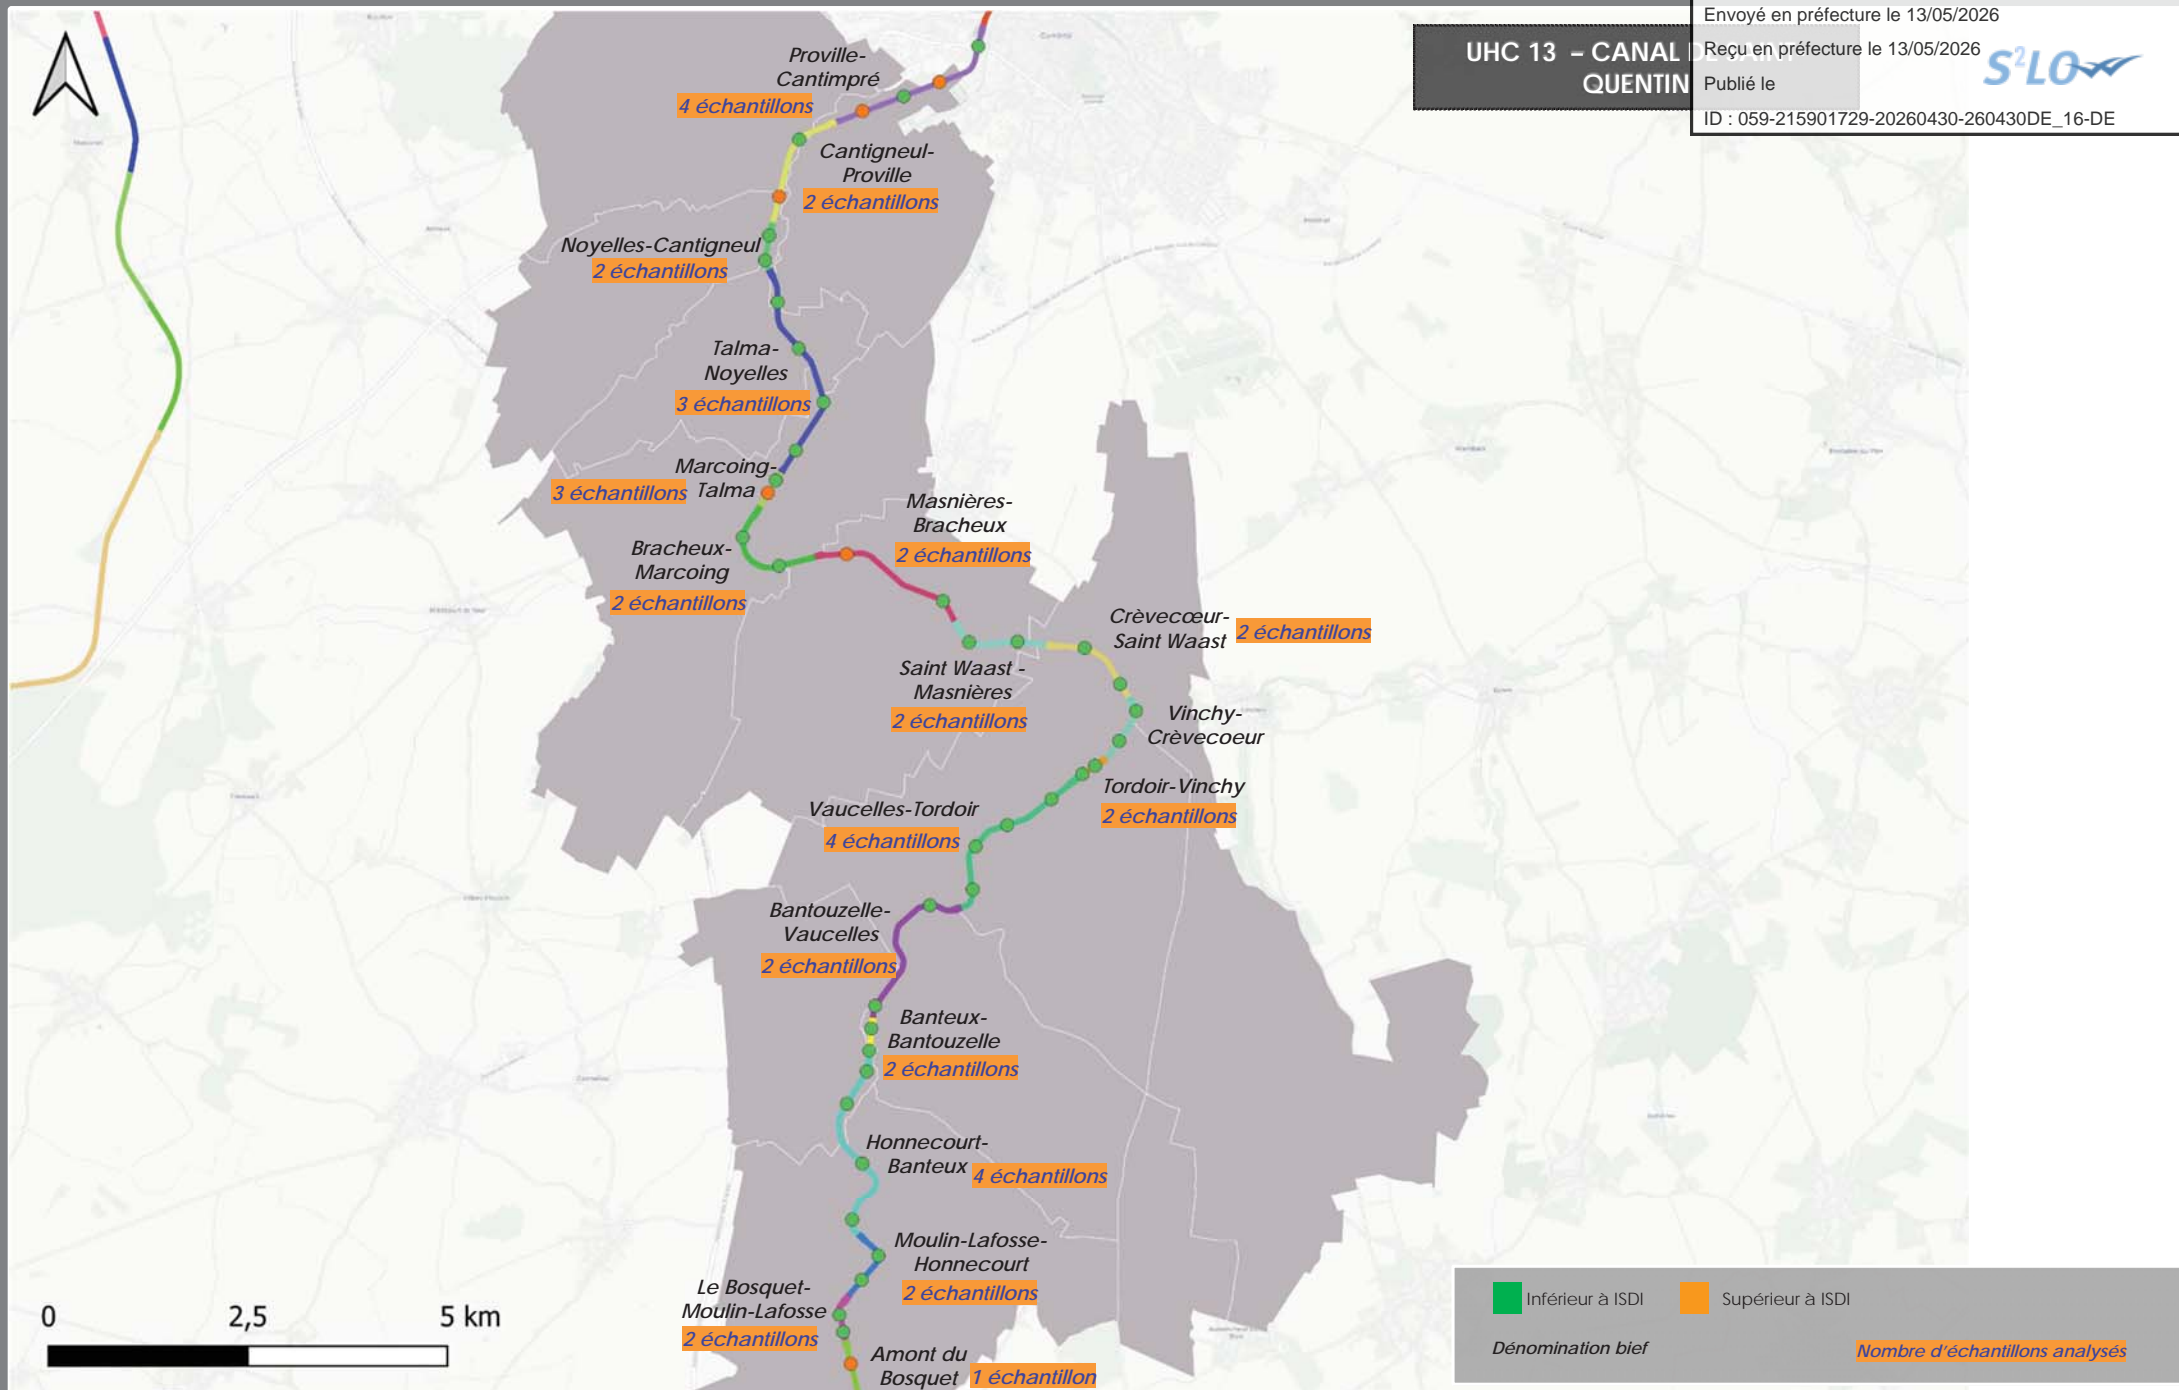 Envoyé en préfecture le 13/05/2026
Reçu en préfecture le 13/05/2026
Publié le
ID : 059-215901729-20260430-260430DE_16-DE
S²LO
UHC 13 – CANAL DE SAINT
QUENTIN
Proville-
Cantimpré
4 échantillons
Cantigneul-
Proville
2 échantillons
Noyelles-Cantigneul
2 échantillons
Talma-
Noyelles
3 échantillons
Marcoing-
Talma
3 échantillons
Masnières-
Bracheux
2 échantillons
Bracheux-
Marcoing
2 échantillons
Crèvecœur-
Saint Waast
2 échantillons
Saint Waast -
Masnières
2 échantillons
Vinchy-
Crèvecoeur
Tordoir-Vinchy
2 échantillons
Vaucelles-Tordoir
4 échantillons
Bantouzelle-
Vaucelles
2 échantillons
Banteux-
Bantouzelle
2 échantillons
Honnecourt-
Banteux
4 échantillons
Moulin-Lafosse-
Honnecourt
2 échantillons
Le Bosquet-
Moulin-Lafosse
2 échantillons
Amont du
Bosquet
1 échantillon
0 2,5 5 km
Inférieur à ISDI
Supérieur à ISDI
Dénomination bief
Nombre d'échantillons analysés